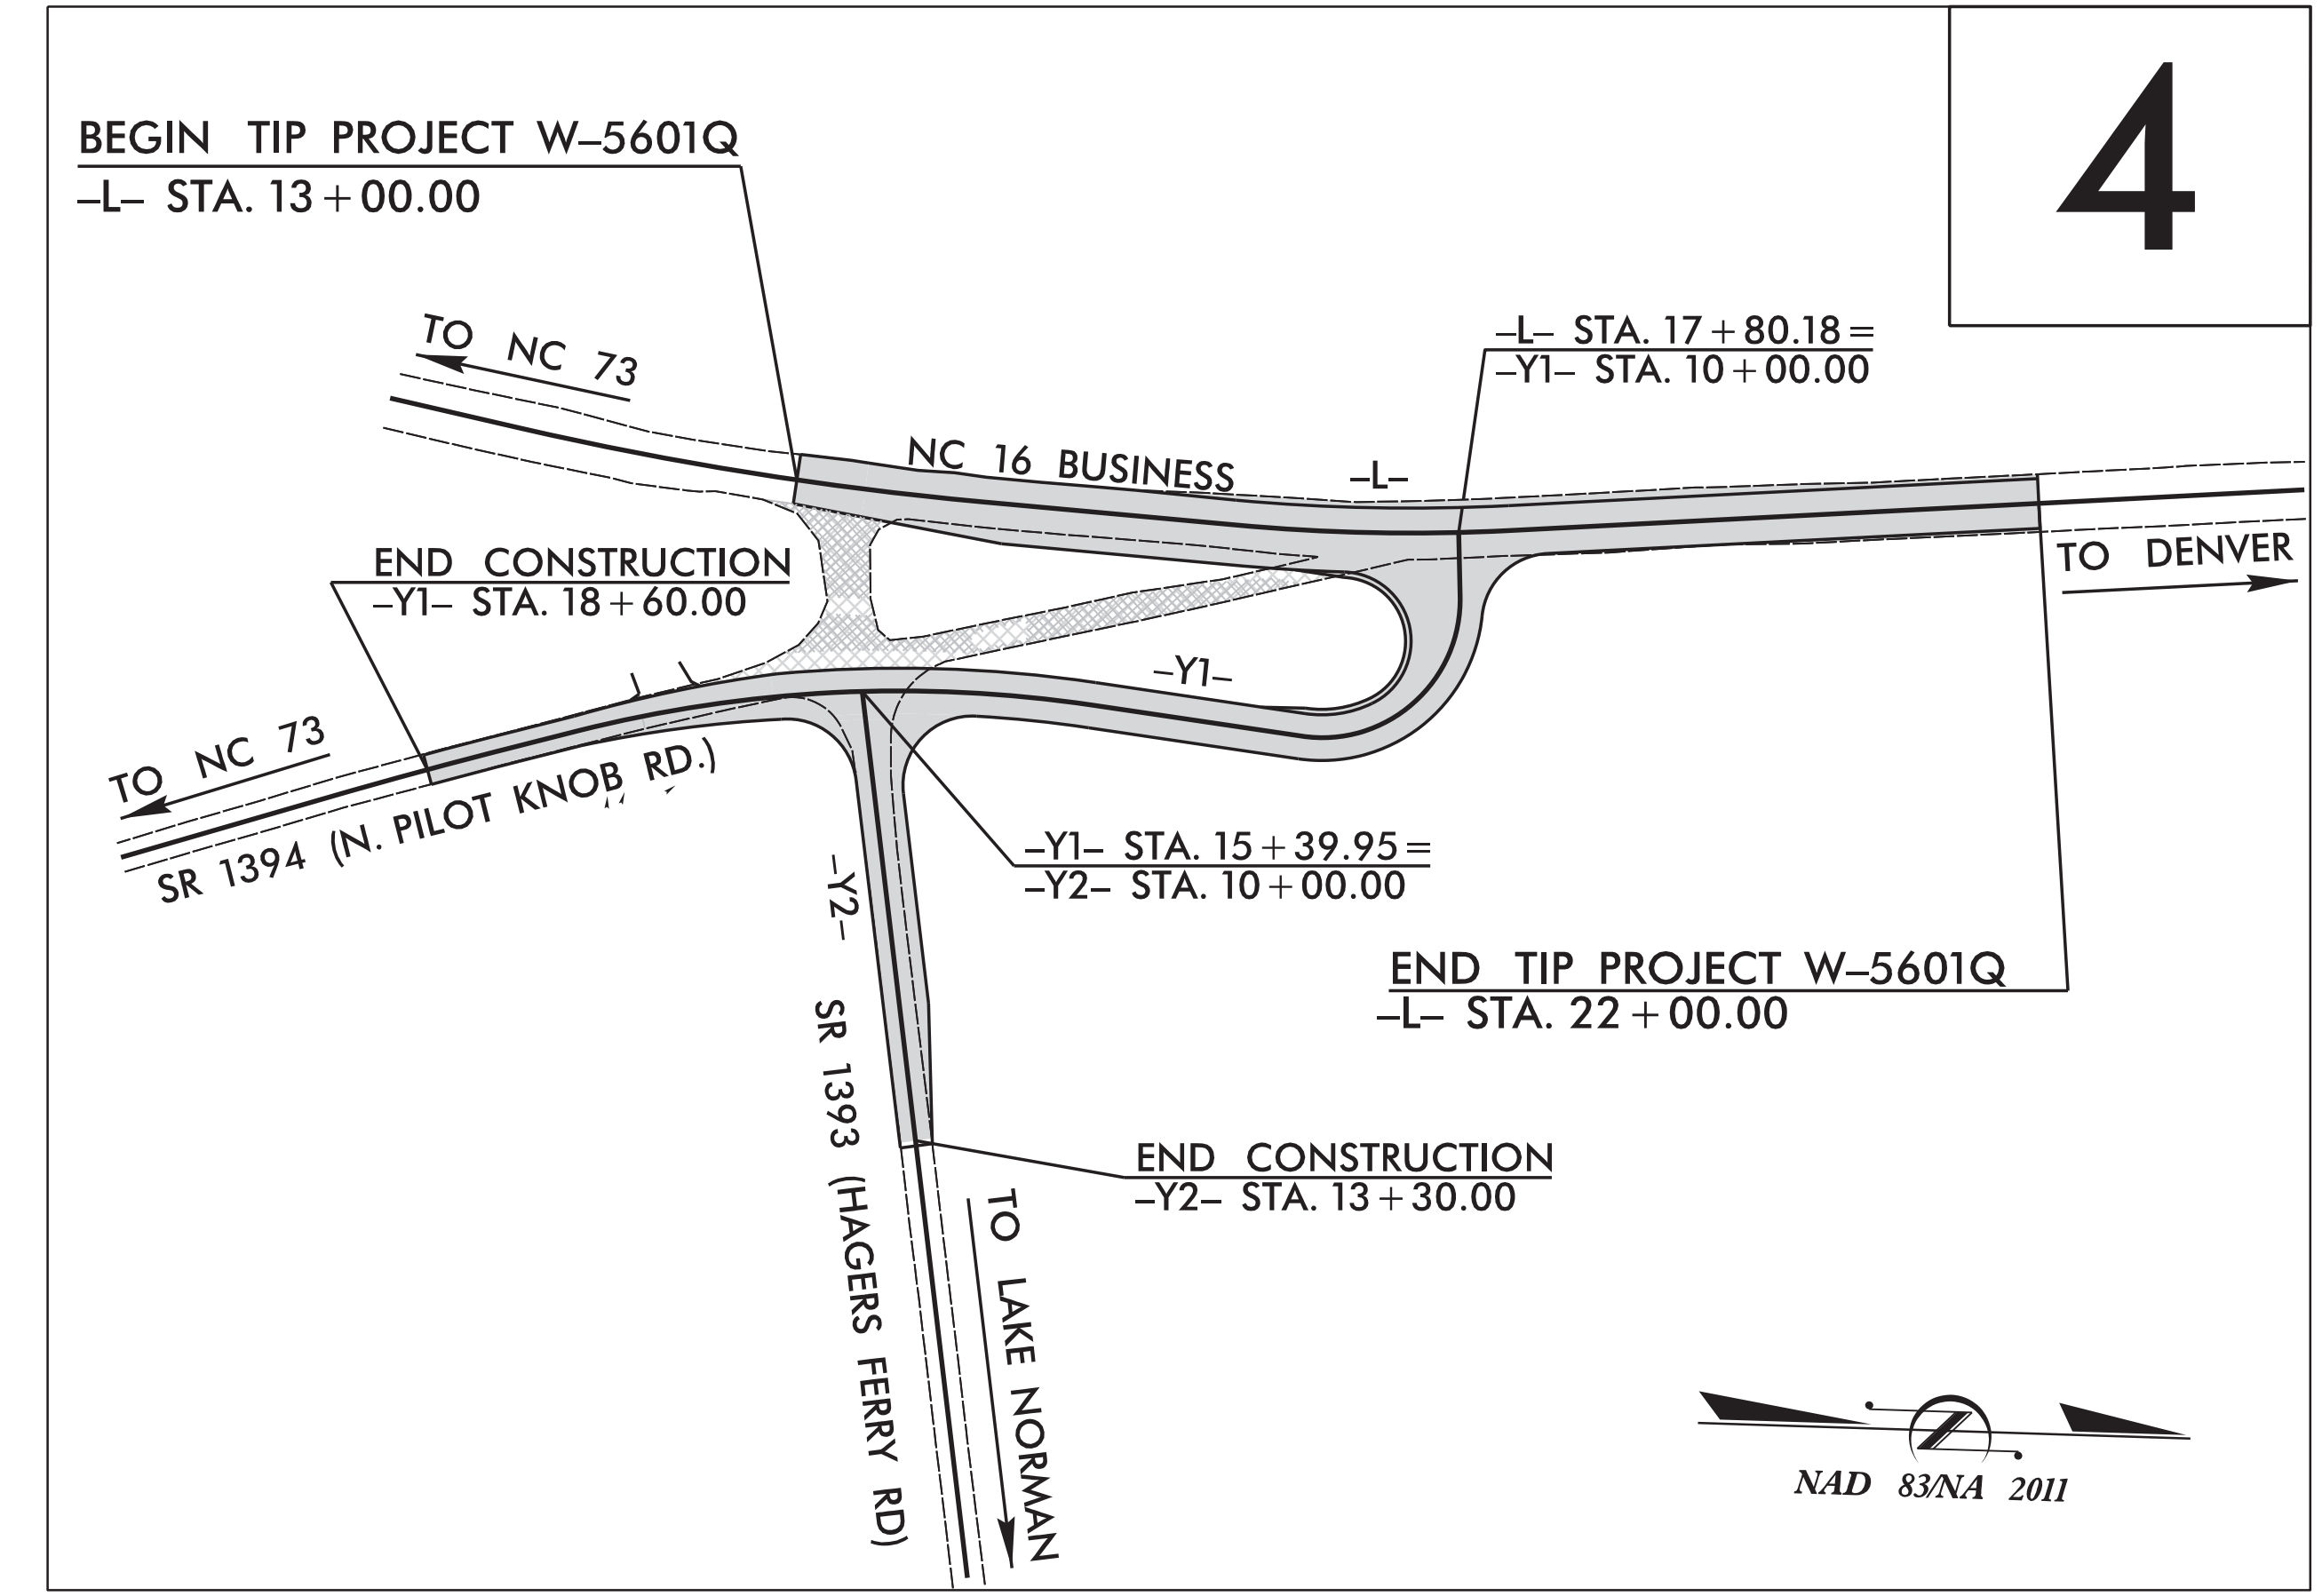 4
BEGIN TIP PROJECT W–5601Q
–L– STA. 13+00.00
TO NC 73
–L– STA. 17+80.18=
–Y1– STA. 10+00.00
NC 16 BUSINESS
–L–
TO DENVER
END CONSTRUCTION
–Y1– STA. 18+60.00
–Y1–
TO NC 73
SR 1394 (N. PILOT KNOB RD.)
–Y1– STA. 15+39.95=
–Y2– STA. 10+00.00
–Y2–
END TIP PROJECT W–5601Q
–L– STA. 22+00.00
SR 1393 (HAGERS FERRY RD)
END CONSTRUCTION
–Y2– STA. 13+30.00
TO LAKE NORMAN
NAD 83/NA 2011